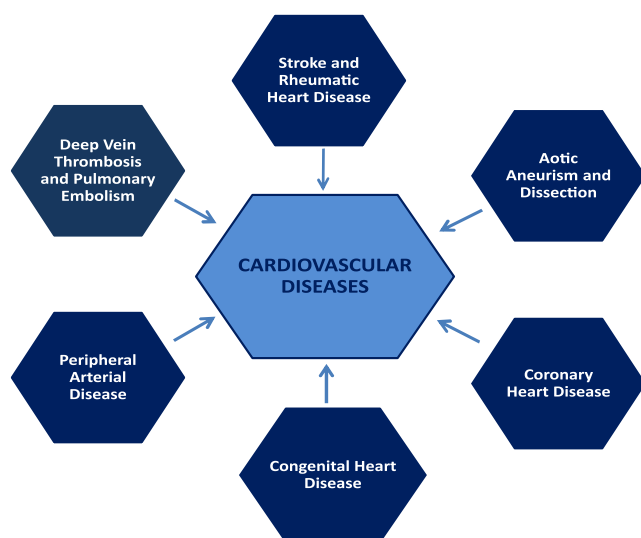 Stroke and
Rheumatic
Heart Disease
Deep Vein
Thrombosis
and Pulmonary
Embolism
Aotic
Aneurism and
Dissection
CARDIOVASCULAR
DISEASES
Peripheral
Arterial
Disease
Coronary
Heart Disease
Congenital Heart
Disease